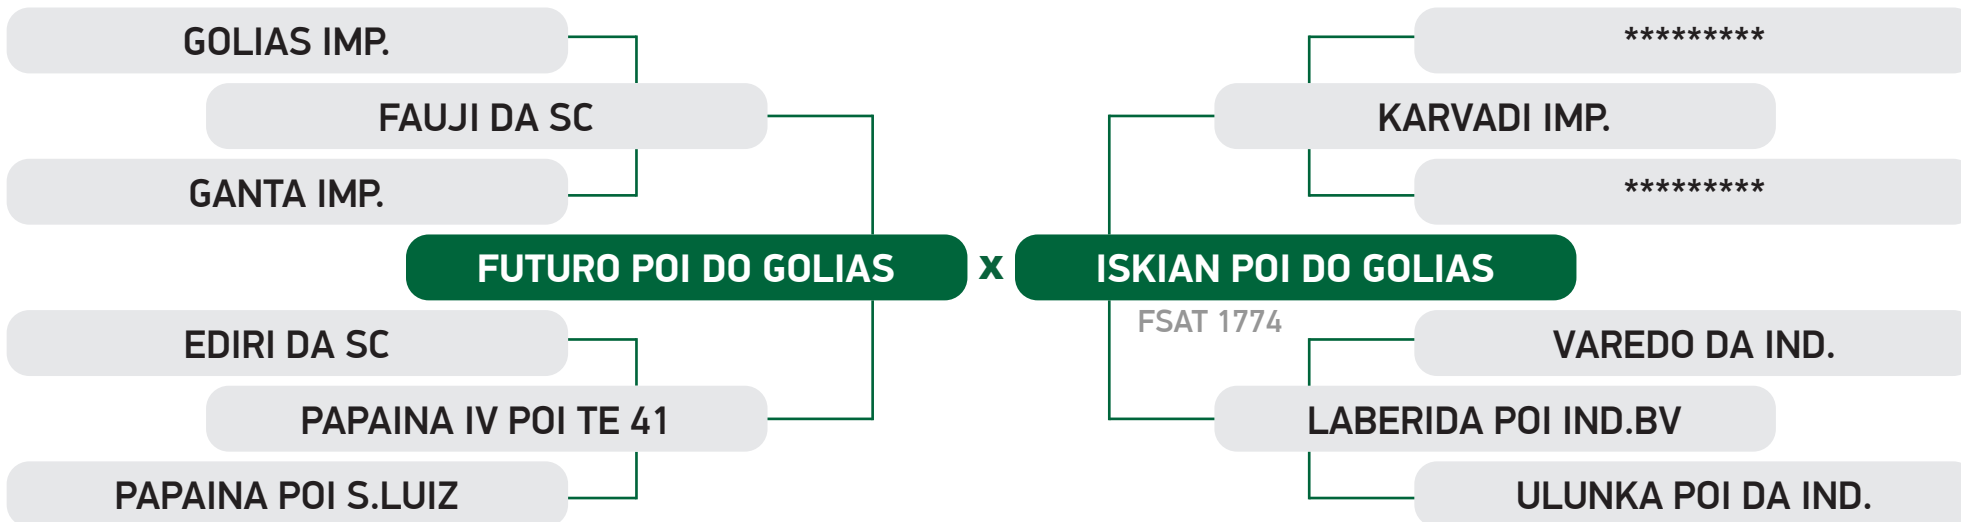 GOLIAS IMP.
*********
FAUJI DA SC
KARVADI IMP.
GANTA IMP.
*********
FUTURO POI DO GOLIAS x ISKIAN POI DO GOLIAS
FSAT 1774
EDIRI DA SC
VAREDO DA IND.
PAPAINA IV POI TE 41
LABERIDA POI IND.BV
PAPAINA POI S.LUIZ
ULUNKA POI DA IND.